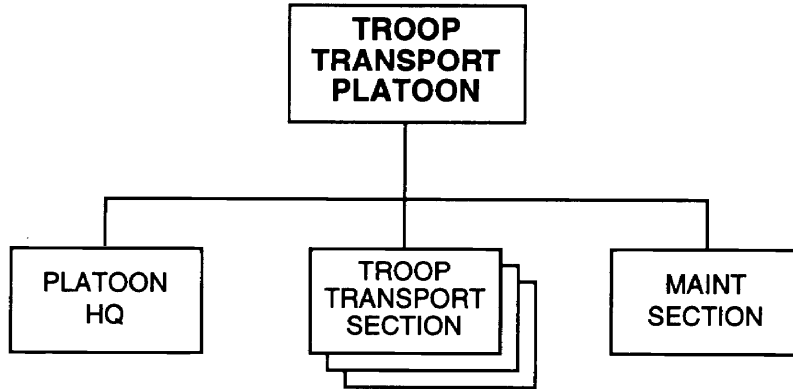 TROOP
TRANSPORT
PLATOON
PLATOON
HQ
TROOP
TRANSPORT
SECTION
MAINT
SECTION